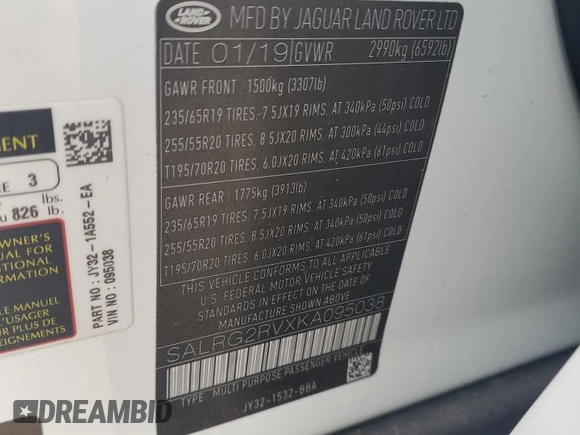 LAND ROVER
MFD BY JAGUAR LAND ROVER LTD
DATE 01/19 GVWR 2990kg (6592lb)
GAWR FRONT : 1500kg (3307lb)
235/65R19 TIRES. 7.5JX19 RIMS. AT 340kPa (50psi) COLD
255/55R20 TIRES. 8.5JX20 RIMS. AT 300kPa (44psi) COLD
T195/70R20 TIRES. 6.0JX20 RIMS. AT 420kPa (61psi) COLD
GAWR REAR : 1775kg (3913lb)
235/65R19 TIRES. 7.5JX19 RIMS. AT 340kPa (50psi) COLD
255/55R20 TIRES. 8.5JX20 RIMS. AT 340kPa (50psi) COLD
T195/70R20 TIRES. 6.0JX20 RIMS. AT 420kPa (61psi) COLD
THIS VEHICLE CONFORMS TO ALL APPLICABLE
U.S. FEDERAL MOTOR VEHICLE SAFETY
STANDARDS IN EFFECT ON THE DATE OF
MANUFACTURE SHOWN ABOVE.
SALRG2RVXKA095038
TYPE: MULTI PURPOSE PASSENGER VEHICLE
JY32-1532-BBA
EMENT
3
lbs.
826 lb.
OWNER'S
UAL FOR
ITIONAL
RMATION
LE MANUEL
UR PLUS DE
PART NO : JY32-1A552-EA
VIN : 095038
DREAMBID